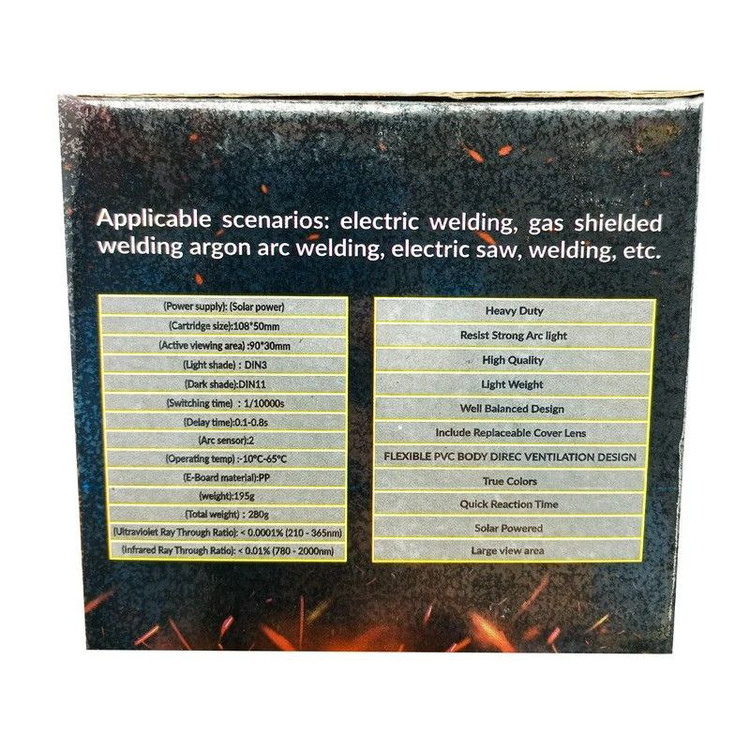 Applicable scenarios: electric welding, gas shielded
welding argon arc welding, electric saw, welding, etc.
(Power supply): (Solar power)
(Cartridge size):108*50mm
(Active viewing area) :90*30mm
(Light shade) : DIN3
(Dark shade):DIN11
(Switching time) : 1/10000s
(Delay time):0.1-0.8s
(Arc sensor):2
(Operating temp) :-10°C-65°C
(E-Board material):PP
(weight):195g
(Total weight) : 280g
(Ultraviolet Ray Through Ratio): < 0.0001% (210 - 365nm)
(Infrared Ray Through Ratio): < 0.01% (780 - 2000nm)
Heavy Duty
Resist Strong Arc light
High Quality
Light Weight
Well Balanced Design
Include Replaceable Cover Lens
FLEXIBLE PVC BODY DIREC VENTILATION DESIGN
True Colors
Quick Reaction Time
Solar Powered
Large view area